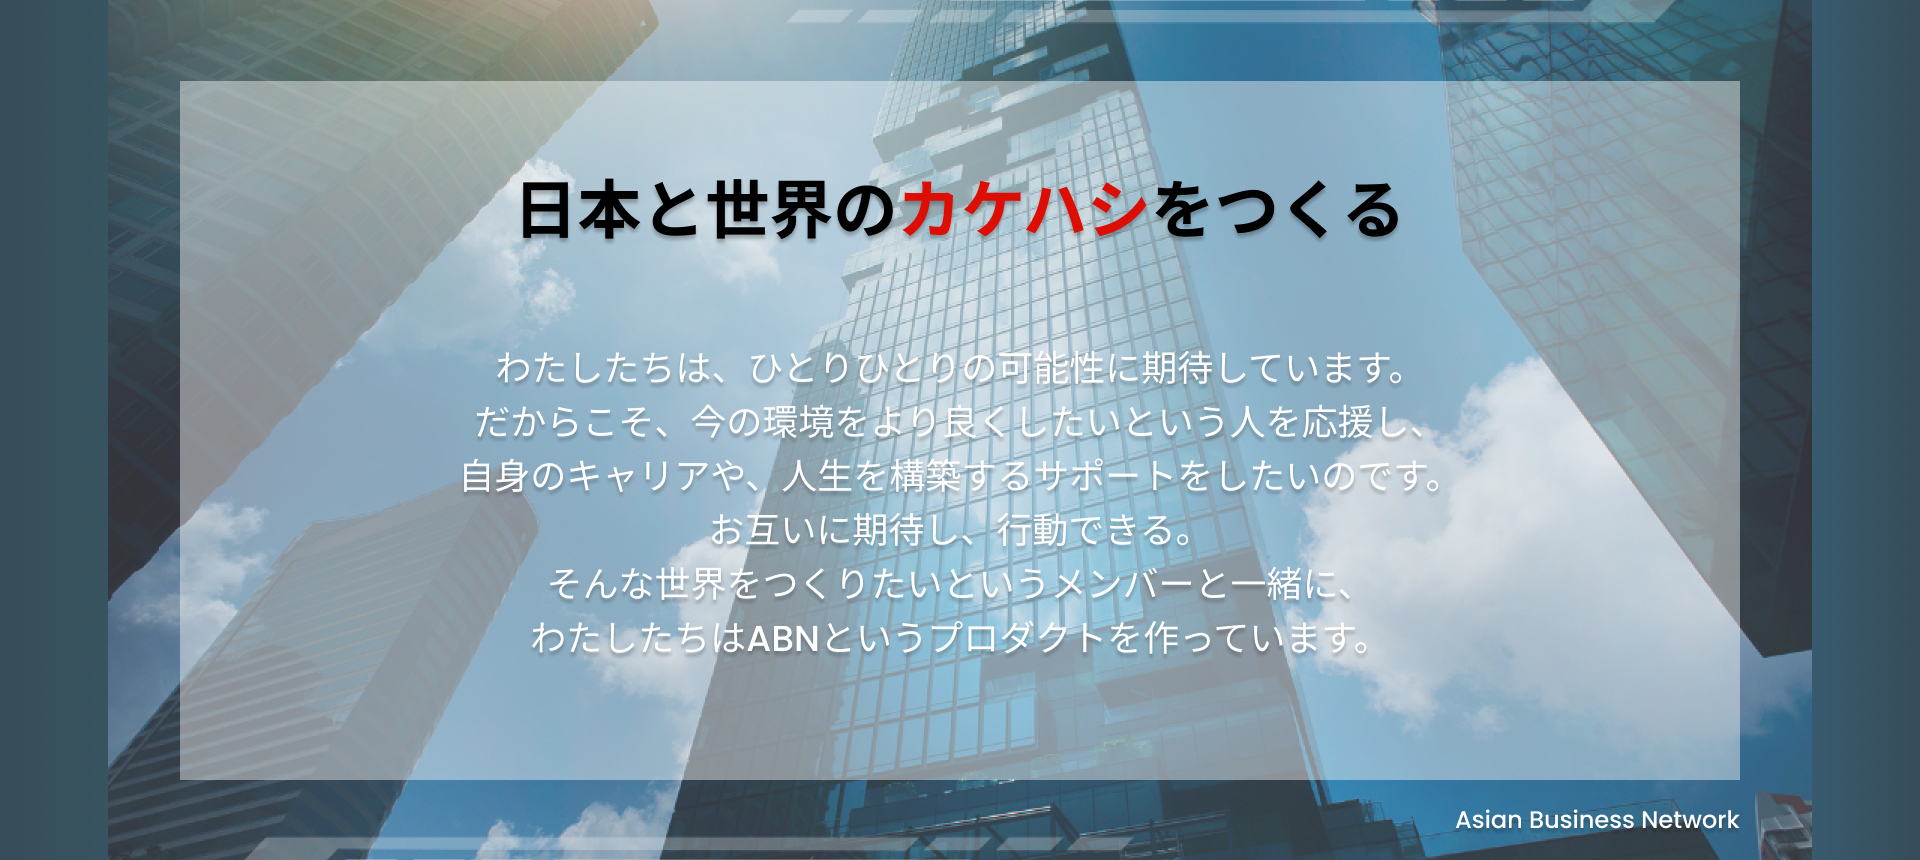 日本と世界のカケハシをつくる
わたしたちは、ひとりひとりの可能性に期待しています。
だからこそ、今の環境をより良くしたいという人を応援し、
自身のキャリアや、人生を構築するサポートをしたいのです。
お互いに期待し、行動できる。
そんな世界をつくりたいというメンバーと一緒に、
わたしたちはABNというプロダクトを作っています。
Asian Business Network